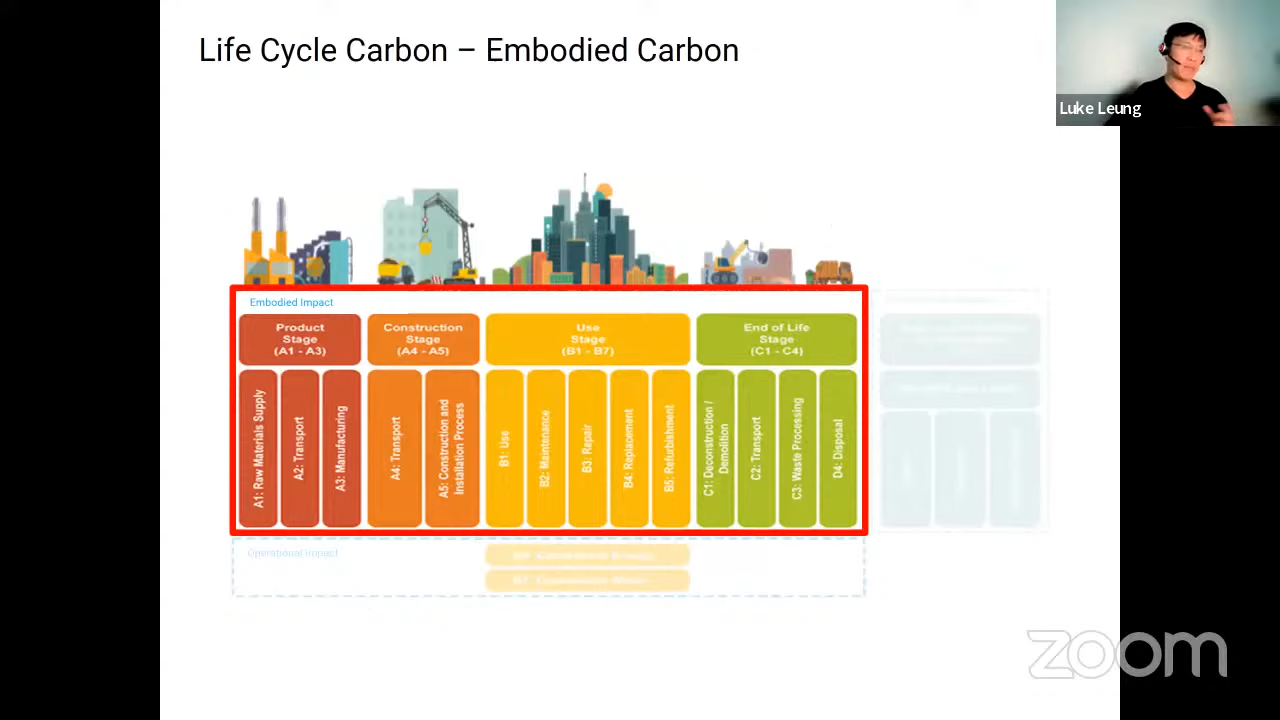 Life Cycle Carbon – Embodied Carbon
Luke Leung
Embodied Impact
Product
Stage
(A1 - A3)
Construction
Stage
(A4 - A5)
Use
Stage
(B1 - B7)
End of Life
Stage
(C1 - C4)
A1: Raw Materials Supply
A2: Transport
A3: Manufacturing
A4: Transport
A5: Construction and
Installation Process
B1: Use
B2: Maintenance
B3: Repair
B4: Replacement
B5: Refurbishment
C1: Deconstruction /
Demolition
C2: Transport
C3: Waste Processing
D4: Disposal
Operational Impact
zoom